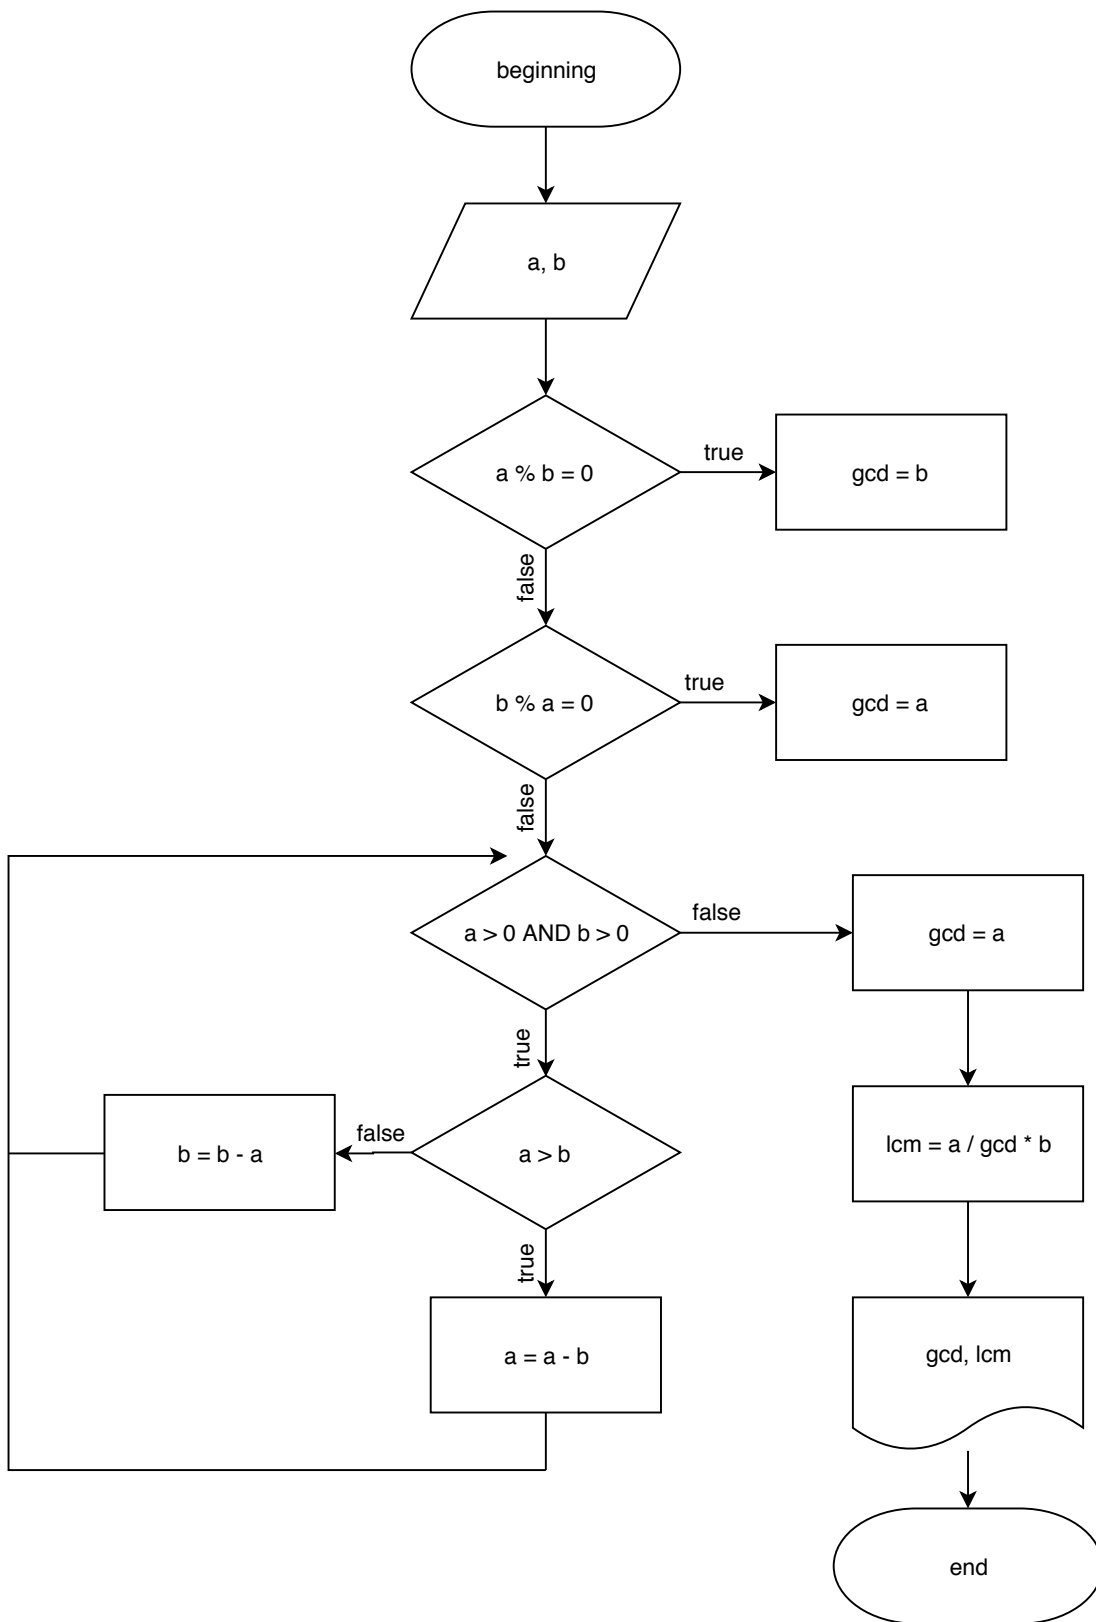 beginning
a, b
a % b = 0
true
gcd = b
false
b % a = 0
true
gcd = a
false
a > 0 AND b > 0
false
gcd = a
true
a > b
false
b = b - a
lcm = a / gcd * b
true
a = a - b
gcd, lcm
end